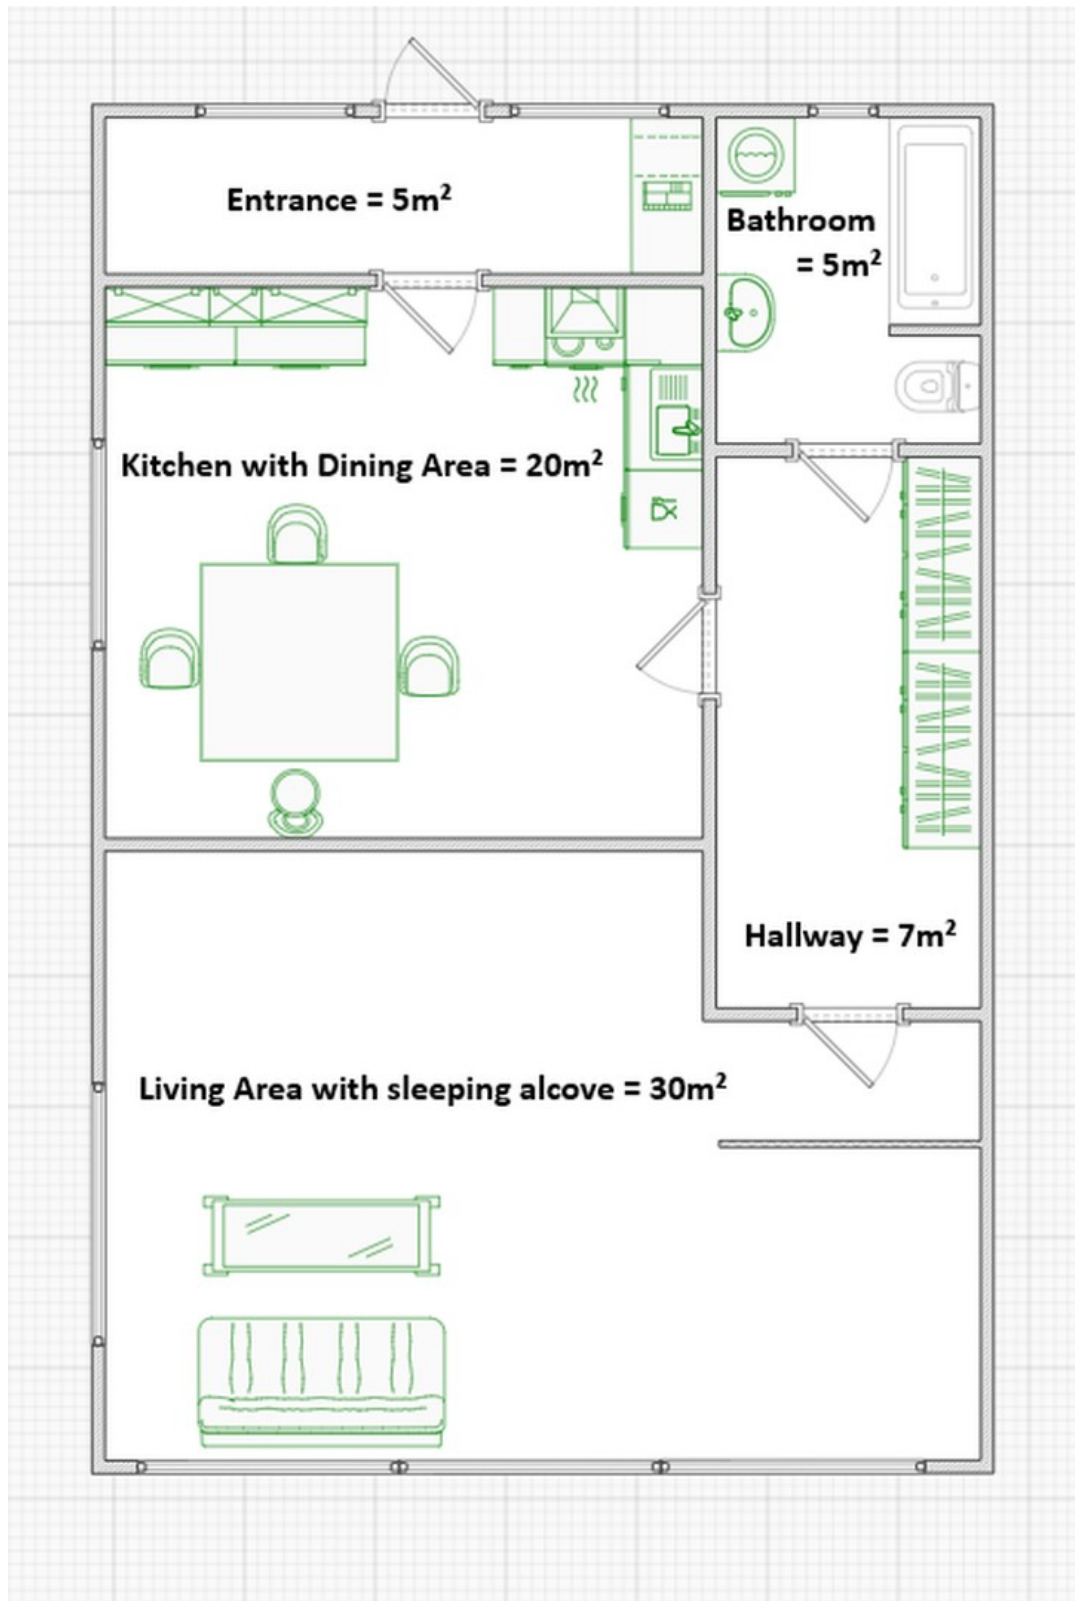 Entrance = 5m²
Bathroom
= 5m²
Kitchen with Dining Area = 20m²
Hallway = 7m²
Living Area with sleeping alcove = 30m²